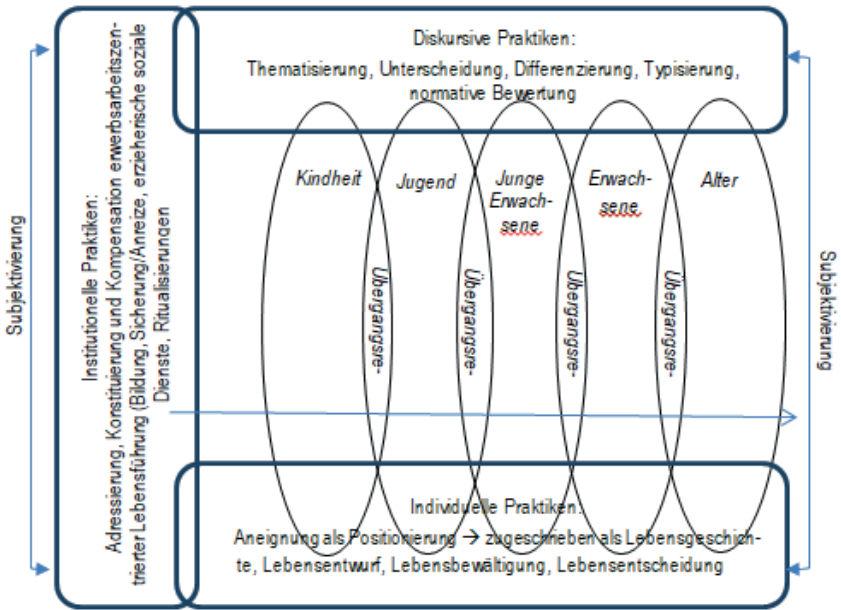 Diskursive Praktiken:
Thematisierung, Unterscheidung, Differenzierung, Typisierung,
normative Bewertung
Subjektivierung
Institutionelle Praktiken:
Adressierung, Konstituierung und Kompensation erwerbsarbeitszen-
trierter Lebensführung (Bildung, Sicherung/Anreize, erzieherische soziale
Dienste, Ritualisierungen
Kindheit
Jugend
Junge
Erwach-
sene
Erwach-
sene
Alter
Übergangsre-
Übergangsre-
Übergangsre-
Übergangsre-
Subjektivierung
Individuelle Praktiken:
Aneignung als Positionierung → zugeschrieben als Lebensgeschich-
te, Lebensentwurf, Lebensbewältigung, Lebensentscheidung